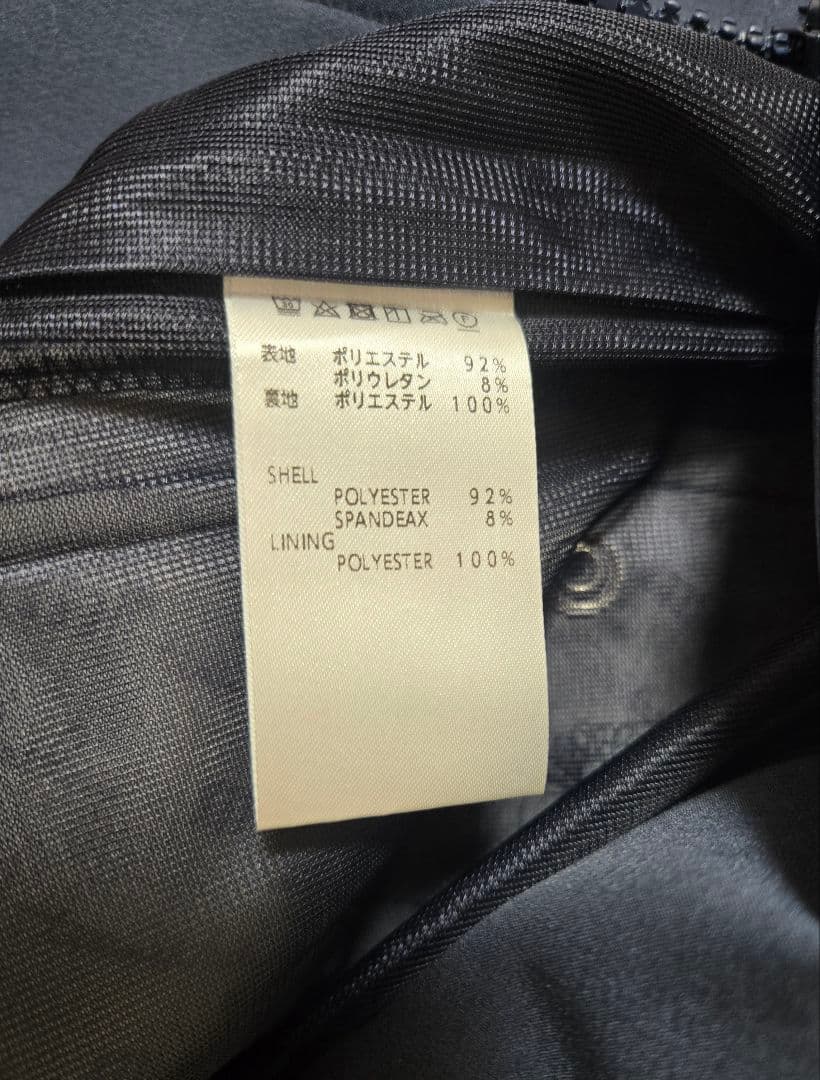 表地 ポリエステル 92%
ポリウレタン 8%
裏地 ポリエステル 100%
SHELL
POLYESTER 92%
SPANDEAX 8%
LINING
POLYESTER 100%